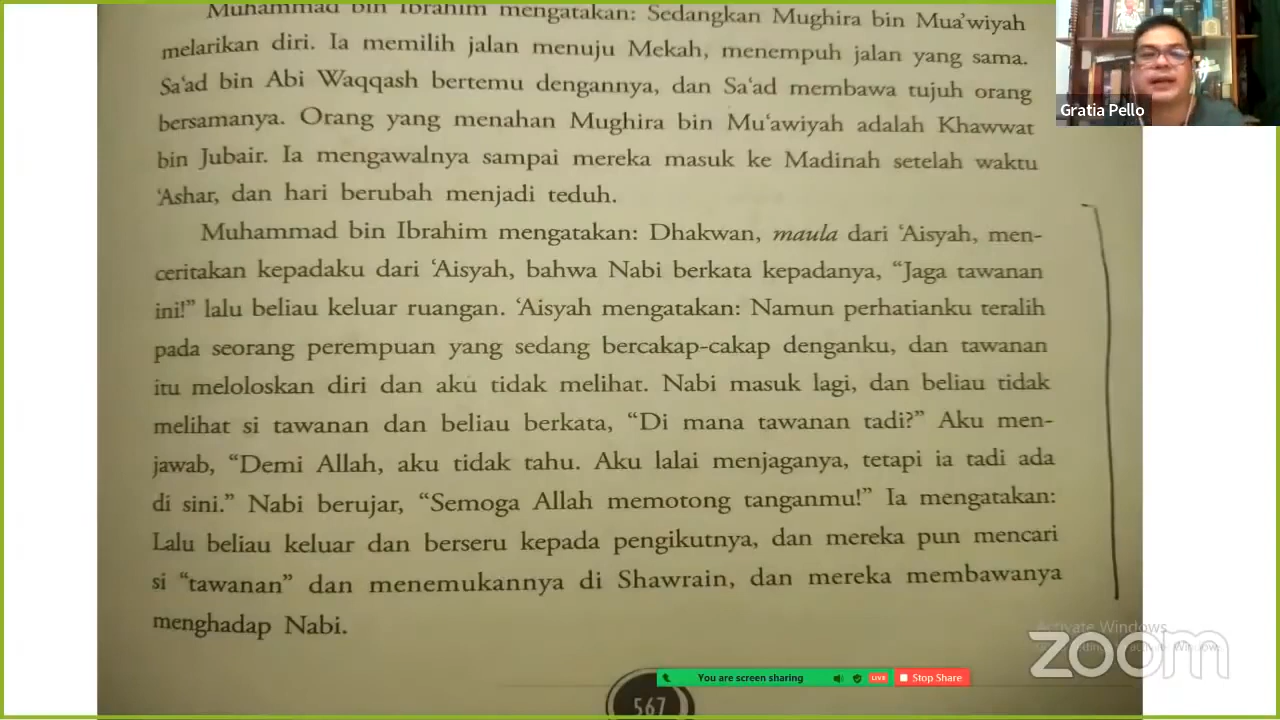 Muhammad bin Ibrahim mengatakan: Sedangkan Mughira bin Mua’wiyah
melarikan diri. Ia memilih jalan menuju Mekah, menempuh jalan yang sama.
Sa‘ad bin Abi Waqqash bertemu dengannya, dan Sa‘ad membawa tujuh orang
bersamanya. Orang yang menahan Mughira bin Mu‘awiyah adalah Khawwat
bin Jubair. Ia mengawalnya sampai mereka masuk ke Madinah setelah waktu
‘Ashar, dan hari berubah menjadi teduh.
Muhammad bin Ibrahim mengatakan: Dhakwan, maula dari ‘Aisyah, men-
ceritakan kepadaku dari ‘Aisyah, bahwa Nabi berkata kepadanya, “Jaga tawanan
ini!” lalu beliau keluar ruangan. ‘Aisyah mengatakan: Namun perhatianku teralih
pada seorang perempuan yang sedang bercakap-cakap denganku, dan tawanan
itu meloloskan diri dan aku tidak melihat. Nabi masuk lagi, dan beliau tidak
melihat si tawanan dan beliau berkata, “Di mana tawanan tadi?” Aku men-
jawab, “Demi Allah, aku tidak tahu. Aku lalai menjaganya, tetapi ia tadi ada
di sini.” Nabi berujar, “Semoga Allah memotong tanganmu!” Ia mengatakan:
Lalu beliau keluar dan berseru kepada pengikutnya, dan mereka pun mencari
si “tawanan” dan menemukannya di Shawrain, dan mereka membawanya
menghadap Nabi.
567
Gratia Pello
Activate Windows
Windows.
zoom
You are screen sharing
LIVE
Stop Share